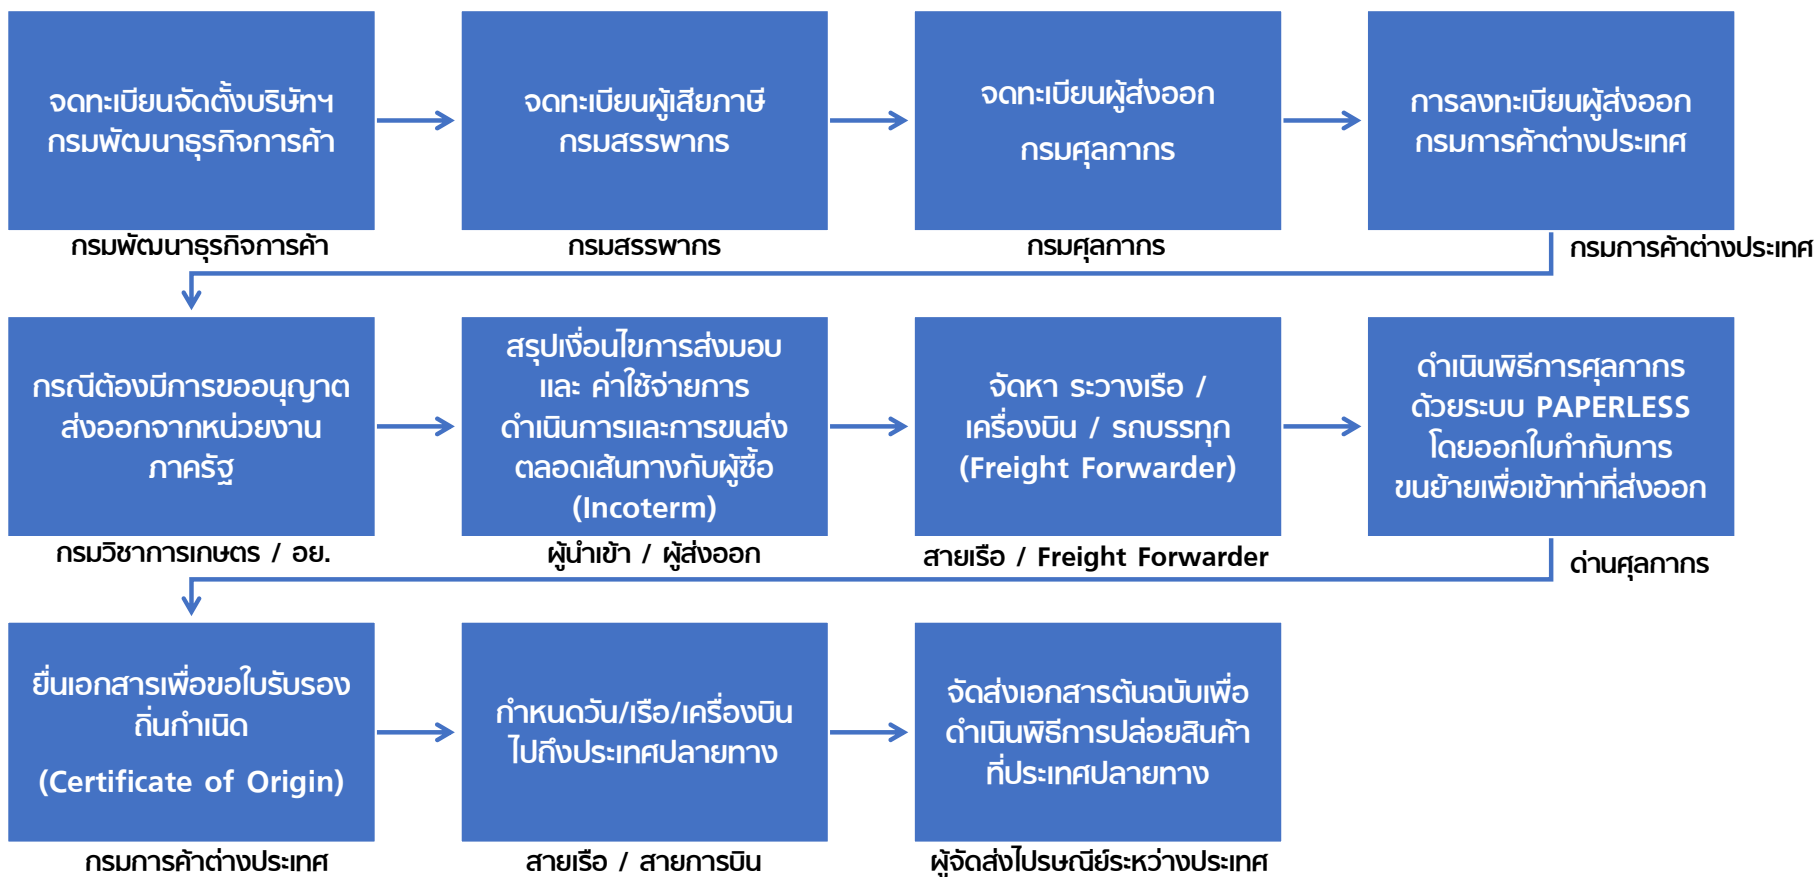 จดทะเบียนจัดตั้งบริษัทฯ
กรมพัฒนาธุรกิจการค้า
กรมพัฒนาธุรกิจการค้า
จดทะเบียนผู้เสียภาษี
กรมสรรพากร
กรมสรรพากร
จดทะเบียนผู้ส่งออก
กรมศุลกากร
กรมศุลกากร
การลงทะเบียนผู้ส่งออก
กรมการค้าต่างประเทศ
กรมการค้าต่างประเทศ
กรณีต้องมีการขออนุญาต
ส่งออกจากหน่วยงาน
ภาครัฐ
กรมวิชาการเกษตร / อย.
สรุปเงื่อนไขการส่งมอบ
และ ค่าใช้จ่ายการ
ดำเนินการและการขนส่ง
ตลอดเส้นทางกับผู้ซื้อ
(Incoterm)
ผู้นำเข้า / ผู้ส่งออก
จัดหา ระวางเรือ /
เครื่องบิน / รถบรรทุก
(Freight Forwarder)
สายเรือ / Freight Forwarder
ดำเนินพิธีการศุลกากร
ด้วยระบบ PAPERLESS
โดยออกใบกำกับการ
ขนย้ายเพื่อเข้าท่าที่ส่งออก
ด่านศุลกากร
ยื่นเอกสารเพื่อขอใบรับรอง
ถิ่นกำเนิด
(Certificate of Origin)
กรมการค้าต่างประเทศ
กำหนดวัน/เรือ/เครื่องบิน
ไปถึงประเทศปลายทาง
สายเรือ / สายการบิน
จัดส่งเอกสารต้นฉบับเพื่อ
ดำเนินพิธีการปล่อยสินค้า
ที่ประเทศปลายทาง
ผู้จัดส่งไปรษณีย์ระหว่างประเทศ